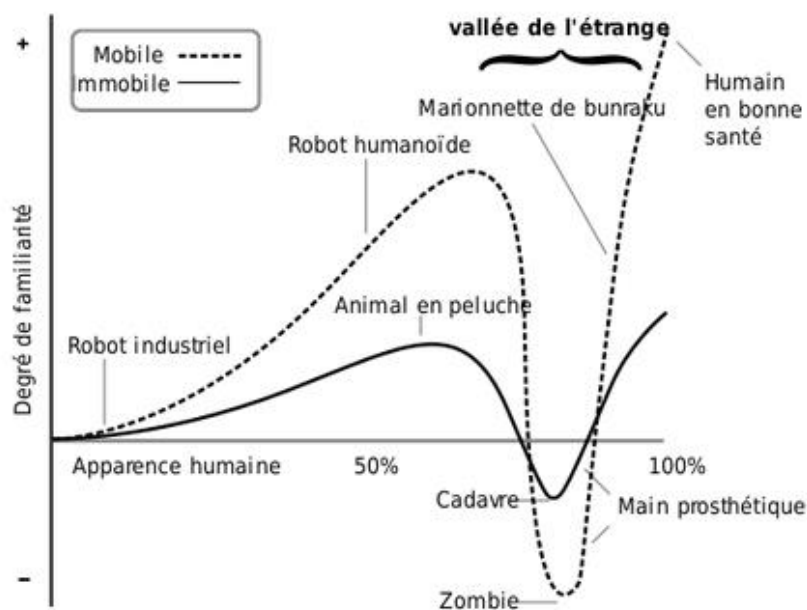 vallée de l'étrange
+
Mobile
Immobile
Humain
en bonne
santé
Marionnette de bunraku
Robot humanoïde
Degré de familiarité
Animal en peluche
Robot industriel
Apparence humaine 50% 100%
Cadavre
Main prosthétique
–
Zombie